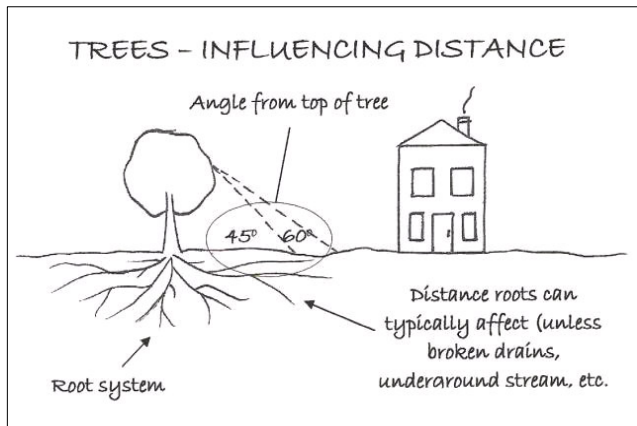 TREES – INFLUENCING DISTANCE
Angle from top of tree
45° 60°
Distance roots can
typically affect (unless
broken drains,
underaround stream, etc.
Root system